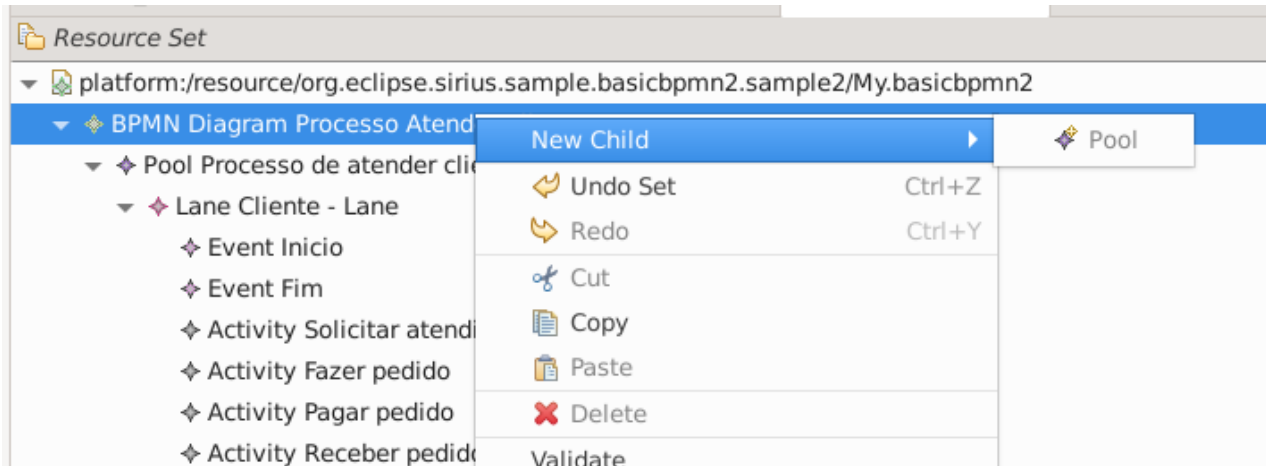 Resource Set
platform:/resource/org.eclipse.sirius.sample.basicbpmn2.sample2/My.basicbpmn2
BPMN Diagram Processo Atend
New Child
Pool
Pool Processo de atender clie
Undo Set Ctrl+Z
Lane Cliente - Lane
Redo Ctrl+Y
Event Inicio
Cut
Event Fim
Copy
Activity Solicitar atendi
Activity Fazer pedido
Paste
Activity Pagar pedido
Delete
Activity Receber pedido
Validate